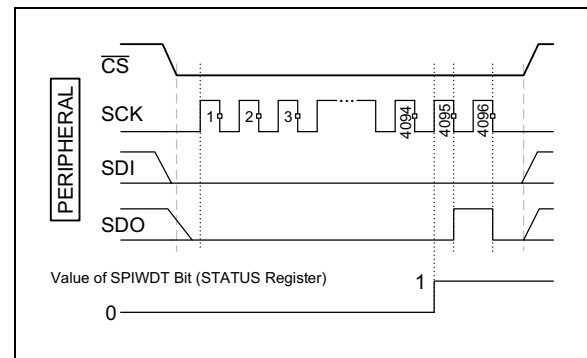 PERIPHERAL
CS
SCK
1
2
3
...
4094
4095
4096
SDI
SDO
Value of SPIWDT Bit (STATUS Register)
1
0